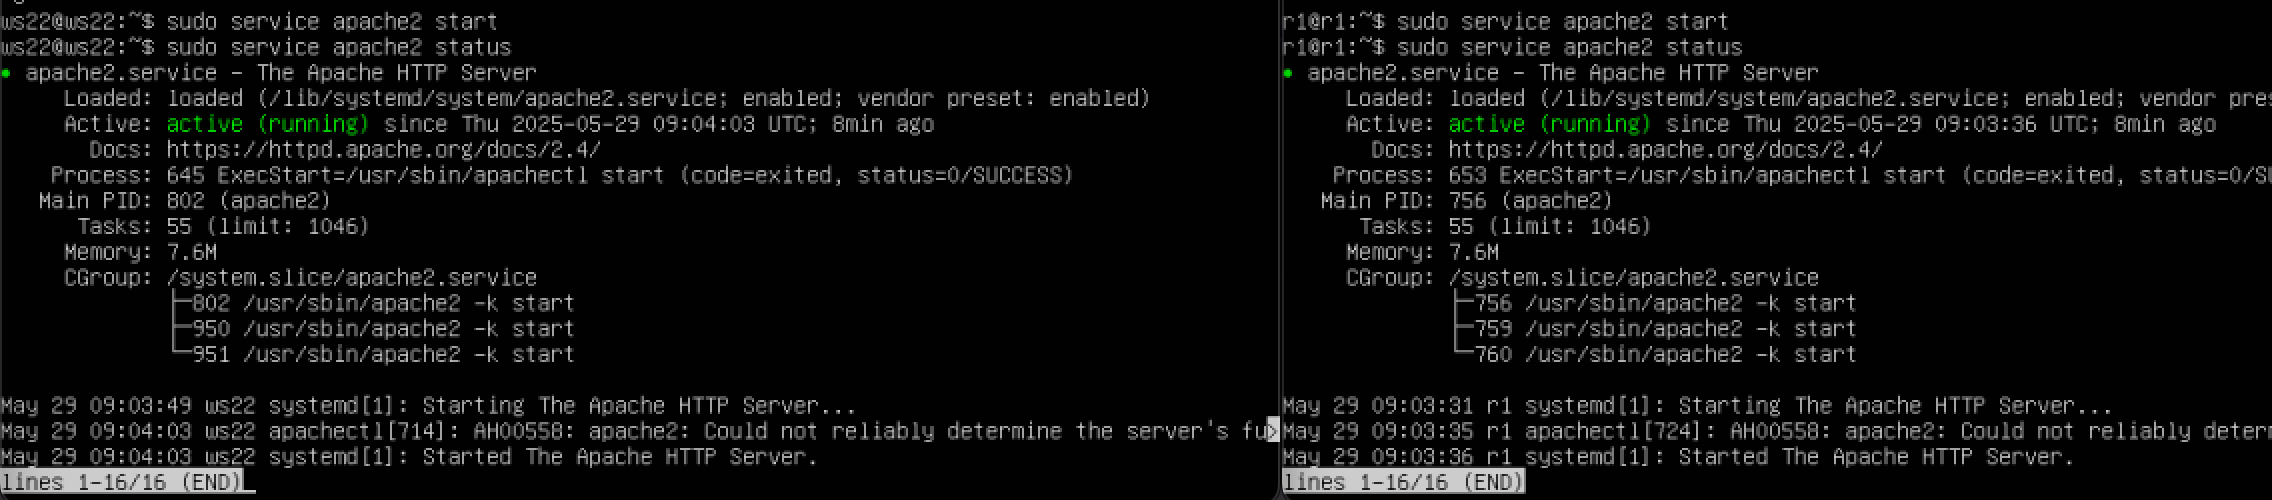 ws22@ws22:~$ sudo service apache2 start
ws22@ws22:~$ sudo service apache2 status
● apache2.service - The Apache HTTP Server
Loaded: loaded (/lib/systemd/system/apache2.service; enabled; vendor preset: enabled)
Active: active (running) since Thu 2025-05-29 09:04:03 UTC; 8min ago
Docs: https://httpd.apache.org/docs/2.4/
Process: 645 ExecStart=/usr/sbin/apachectl start (code=exited, status=0/SUCCESS)
Main PID: 802 (apache2)
Tasks: 55 (limit: 1046)
Memory: 7.6M
CGroup: /system.slice/apache2.service
├─802 /usr/sbin/apache2 -k start
├─950 /usr/sbin/apache2 -k start
└─951 /usr/sbin/apache2 -k start
May 29 09:03:49 ws22 systemd[1]: Starting The Apache HTTP Server...
May 29 09:04:03 ws22 apachectl[714]: AH00558: apache2: Could not reliably determine the server's fu>
May 29 09:04:03 ws22 systemd[1]: Started The Apache HTTP Server.
lines 1-16/16 (END)
r1@r1:~$ sudo service apache2 start
r1@r1:~$ sudo service apache2 status
● apache2.service - The Apache HTTP Server
Loaded: loaded (/lib/systemd/system/apache2.service; enabled; vendor pres
Active: active (running) since Thu 2025-05-29 09:03:36 UTC; 8min ago
Docs: https://httpd.apache.org/docs/2.4/
Process: 653 ExecStart=/usr/sbin/apachectl start (code=exited, status=0/SU
Main PID: 756 (apache2)
Tasks: 55 (limit: 1046)
Memory: 7.6M
CGroup: /system.slice/apache2.service
├─756 /usr/sbin/apache2 -k start
├─759 /usr/sbin/apache2 -k start
└─760 /usr/sbin/apache2 -k start
May 29 09:03:31 r1 systemd[1]: Starting The Apache HTTP Server...
May 29 09:03:35 r1 apachectl[724]: AH00558: apache2: Could not reliably determ
May 29 09:03:36 r1 systemd[1]: Started The Apache HTTP Server.
lines 1-16/16 (END)